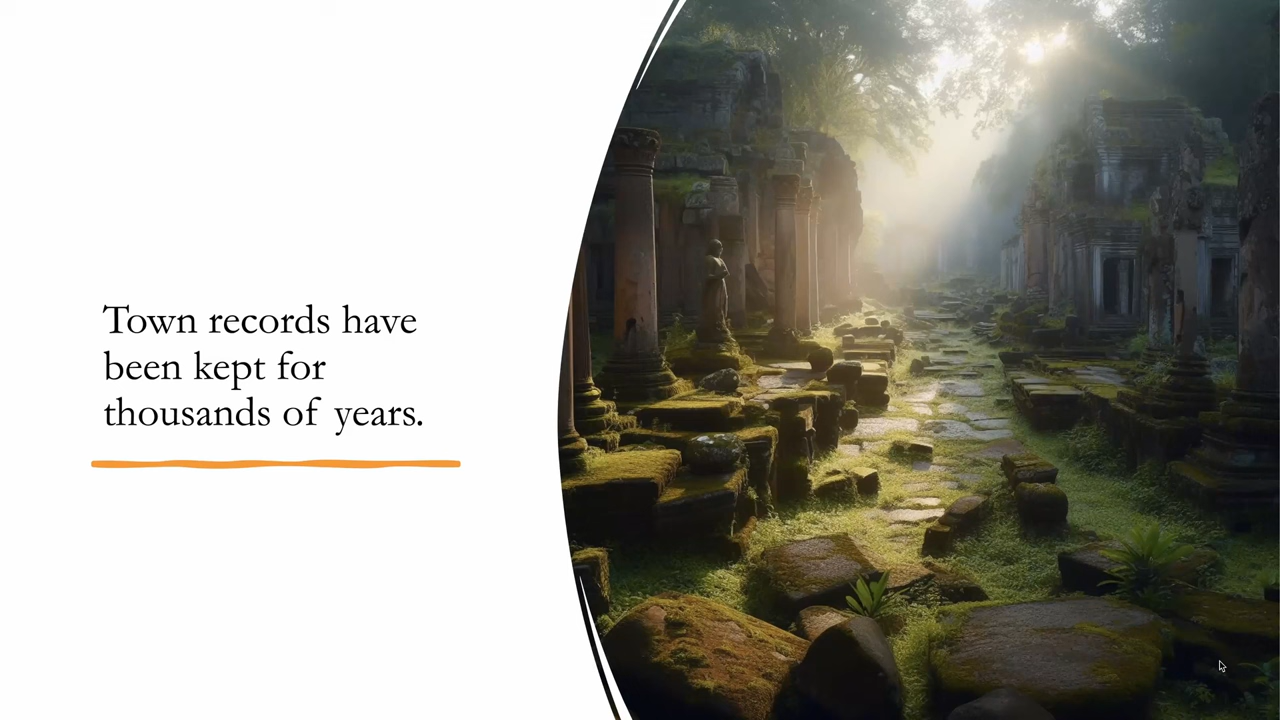 Town records have
been kept for
thousands of years.